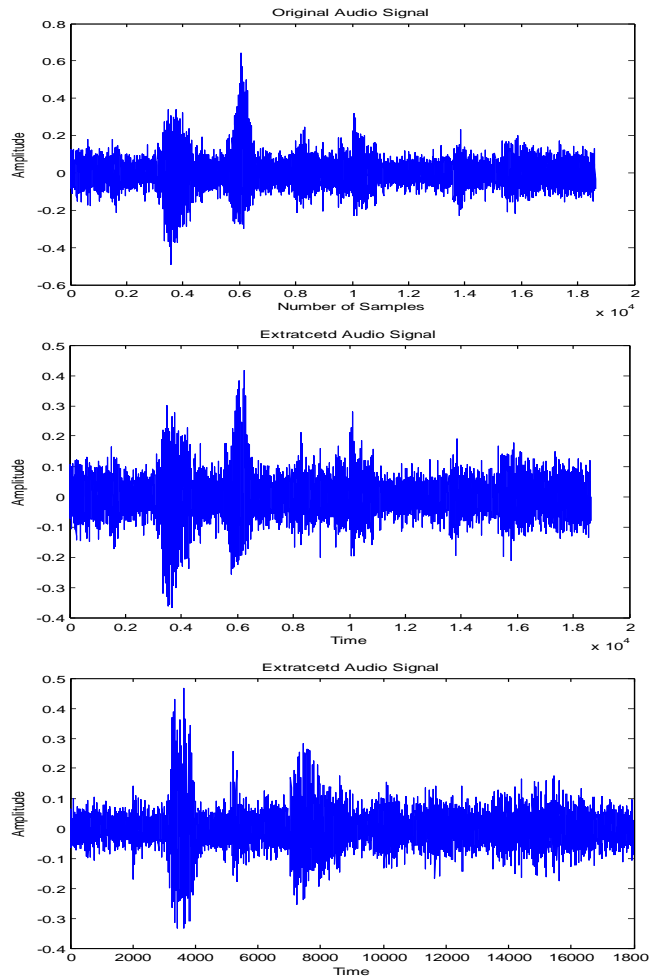 Original Audio Signal
0.8
0.6
0.4
0.2
0
-0.2
-0.4
-0.6
Amplitude
0 0.2 0.4 0.6 0.8 1 1.2 1.4 1.6 1.8 2
Number of Samples
x 10^4
Extratcetd Audio Signal
0.5
0.4
0.3
0.2
0.1
0
-0.1
-0.2
-0.3
-0.4
Amplitude
0 0.2 0.4 0.6 0.8 1 1.2 1.4 1.6 1.8 2
Time
x 10^4
Extratcetd Audio Signal
0.5
0.4
0.3
0.2
0.1
0
-0.1
-0.2
-0.3
-0.4
Amplitude
0 2000 4000 6000 8000 10000 12000 14000 16000 18000
Time